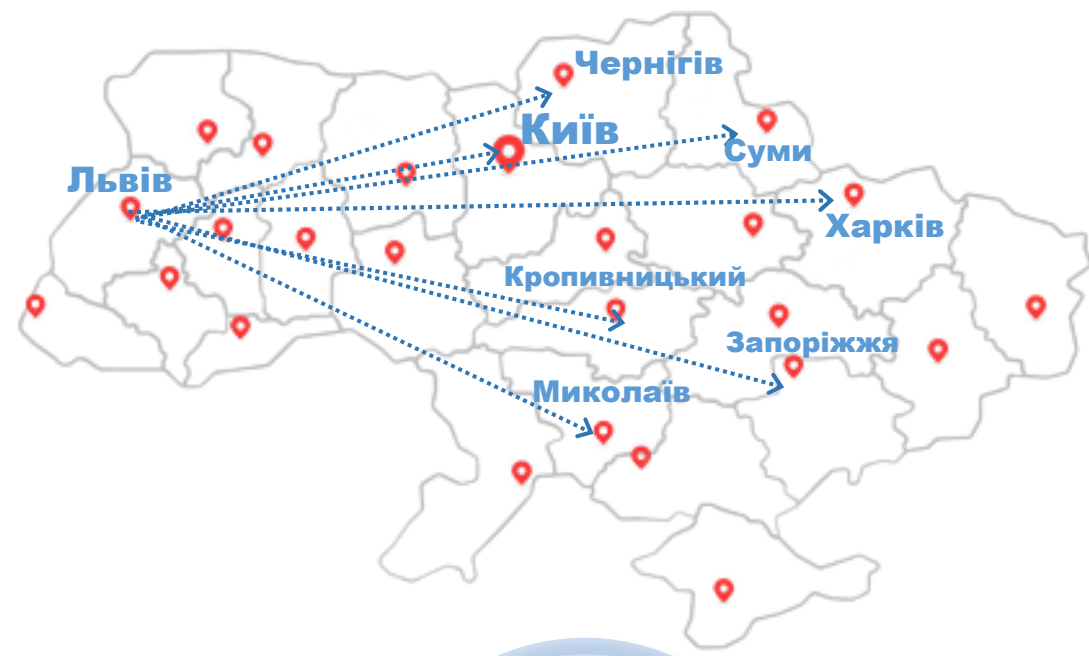 Чернігів
Київ
Суми
Львів
Харків
Кропивницький
Запоріжжя
Миколаїв